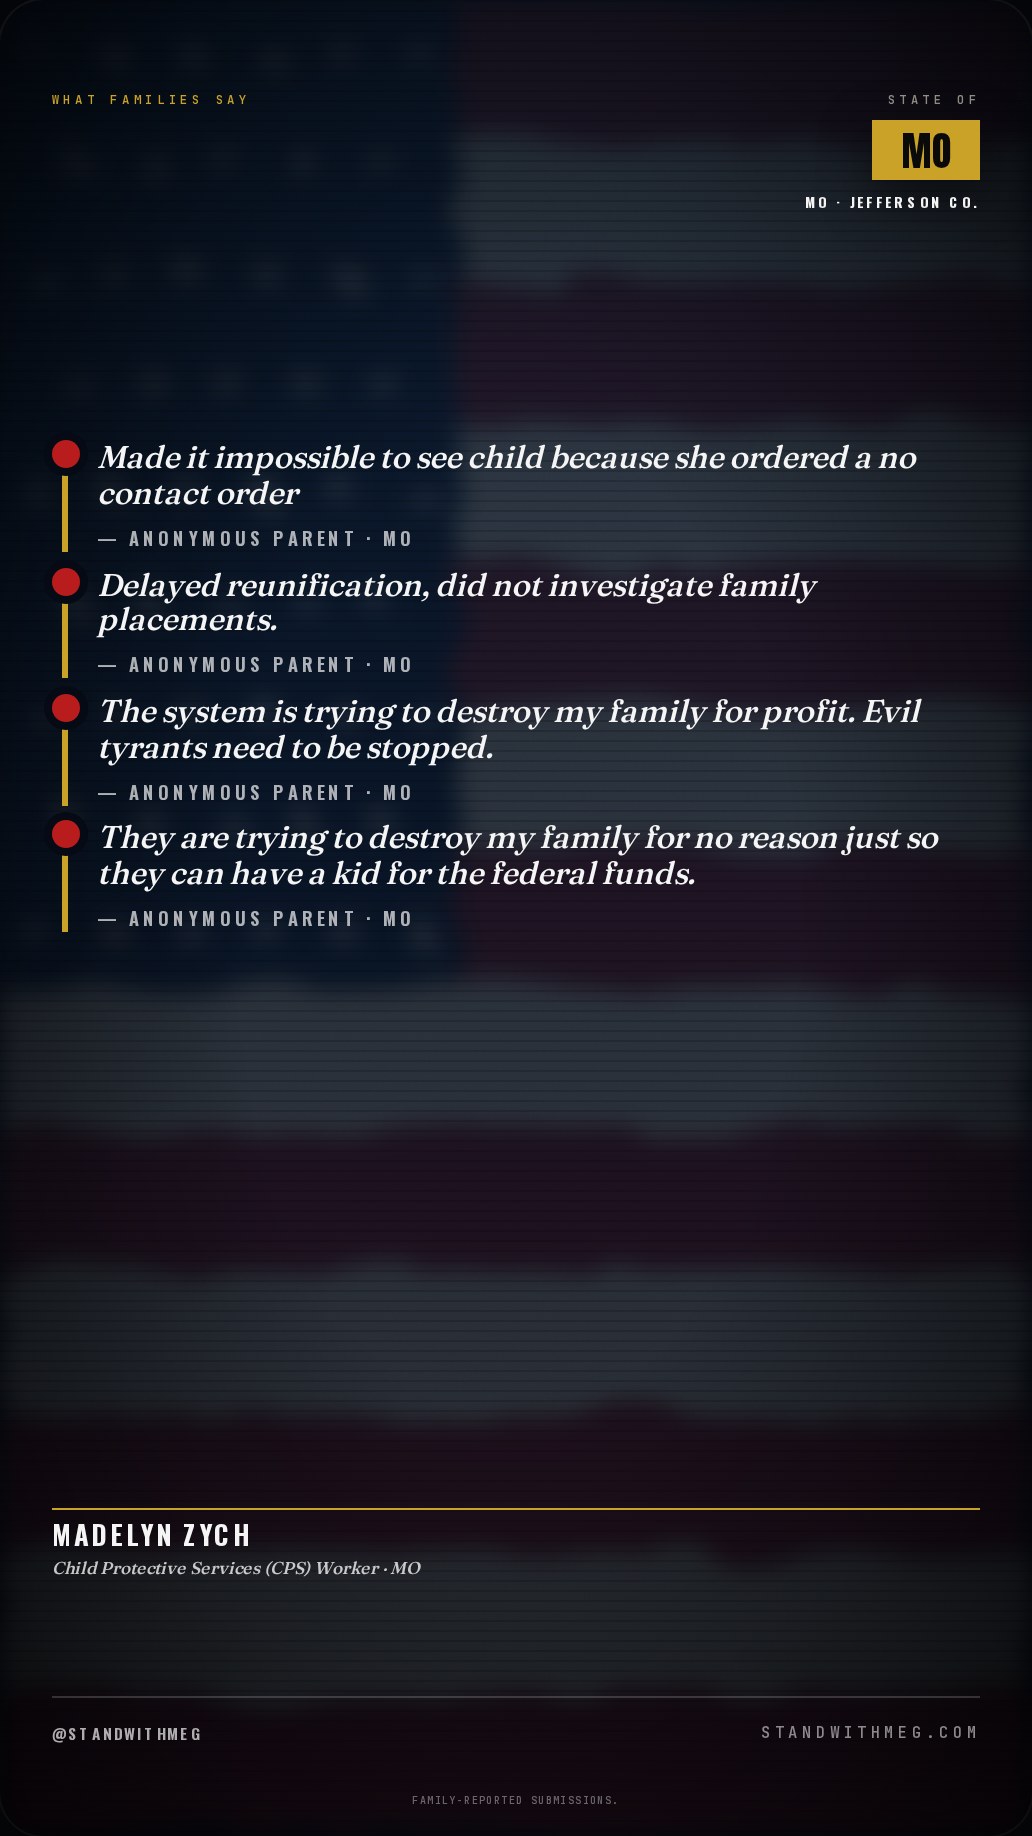 WHAT FAMILIES SAY
STATE OF
MO
MO · JEFFERSON CO.
Made it impossible to see child because she ordered a no
contact order
— ANONYMOUS PARENT · MO
Delayed reunification, did not investigate family
placements.
— ANONYMOUS PARENT · MO
The system is trying to destroy my family for profit. Evil
tyrants need to be stopped.
— ANONYMOUS PARENT · MO
They are trying to destroy my family for no reason just so
they can have a kid for the federal funds.
— ANONYMOUS PARENT · MO
MADELYN ZYCH
Child Protective Services (CPS) Worker · MO
@STANDWITHMEG
STANDWITHMEG.COM
FAMILY-REPORTED SUBMISSIONS.